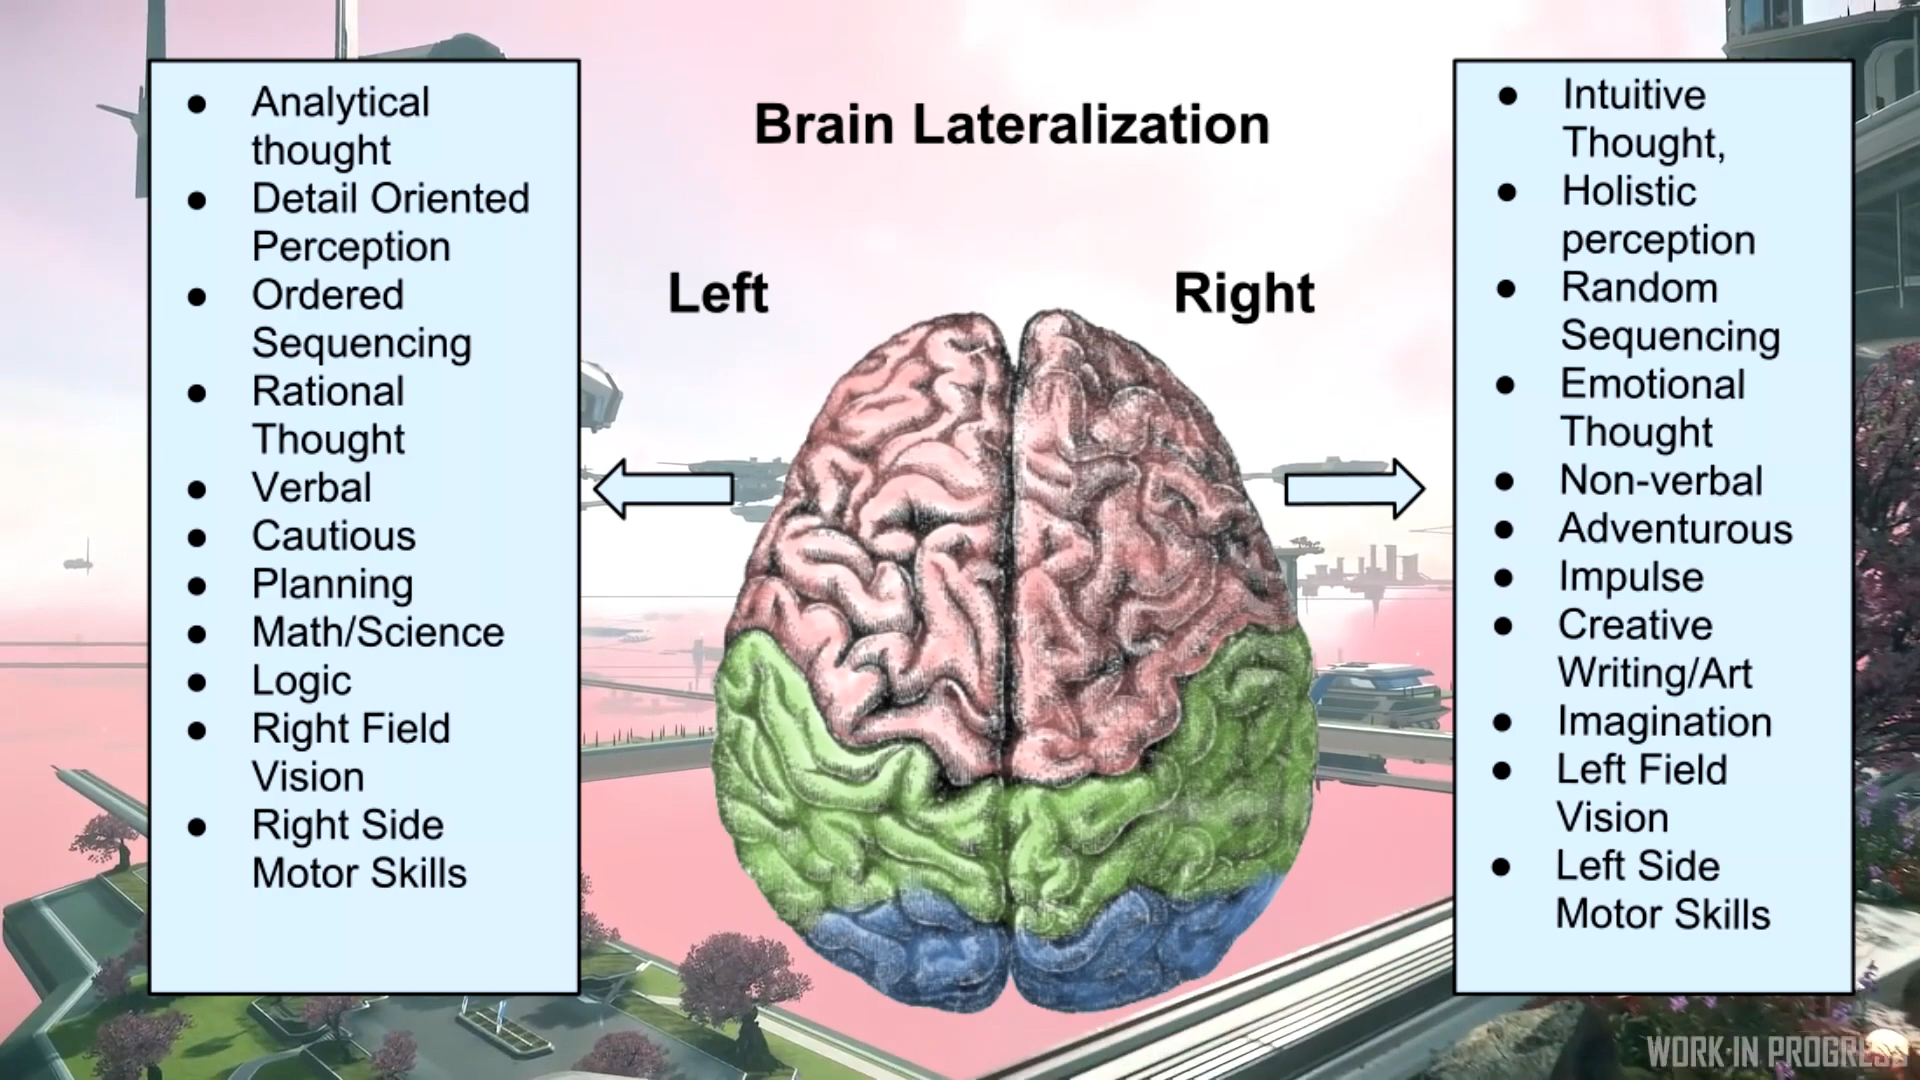 Brain Lateralization
Left
Right
● Analytical
thought
● Detail Oriented
Perception
● Ordered
Sequencing
● Rational
Thought
● Verbal
● Cautious
● Planning
● Math/Science
● Logic
● Right Field
Vision
● Right Side
Motor Skills
● Intuitive
Thought,
● Holistic
perception
● Random
Sequencing
● Emotional
Thought
● Non-verbal
● Adventurous
● Impulse
● Creative
Writing/Art
● Imagination
● Left Field
Vision
● Left Side
Motor Skills
WORK-IN PROGRESS